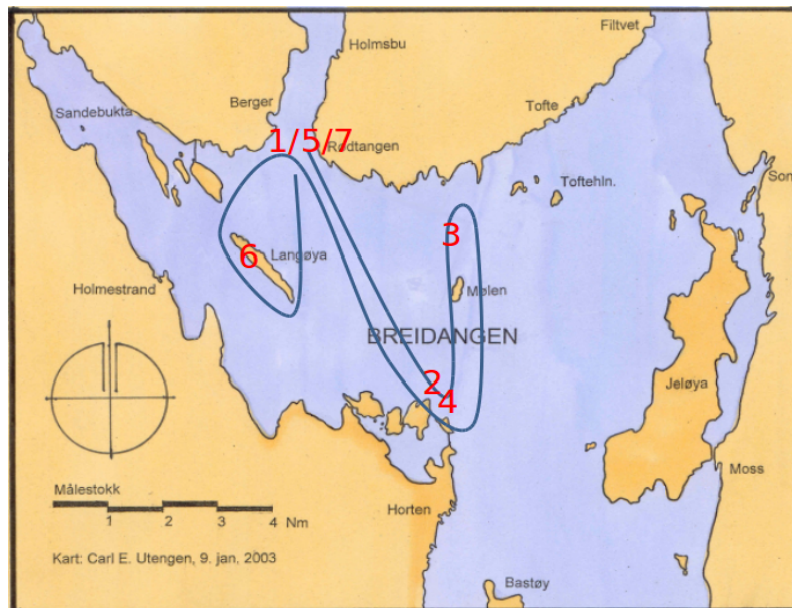 Filtvet
Holmsbu
Sandebukta
Berger
Tofte
1/5/7
Rødtangen
Toftehln.
Son
3
6
Langøya
Holmestrand
Mølen
BREIDANGEN
2
4
Jeløya
Moss
Målestokk
Horten
1 2 3 4 Nm
Kart: Carl E. Utengen, 9. jan. 2003
Bastøy